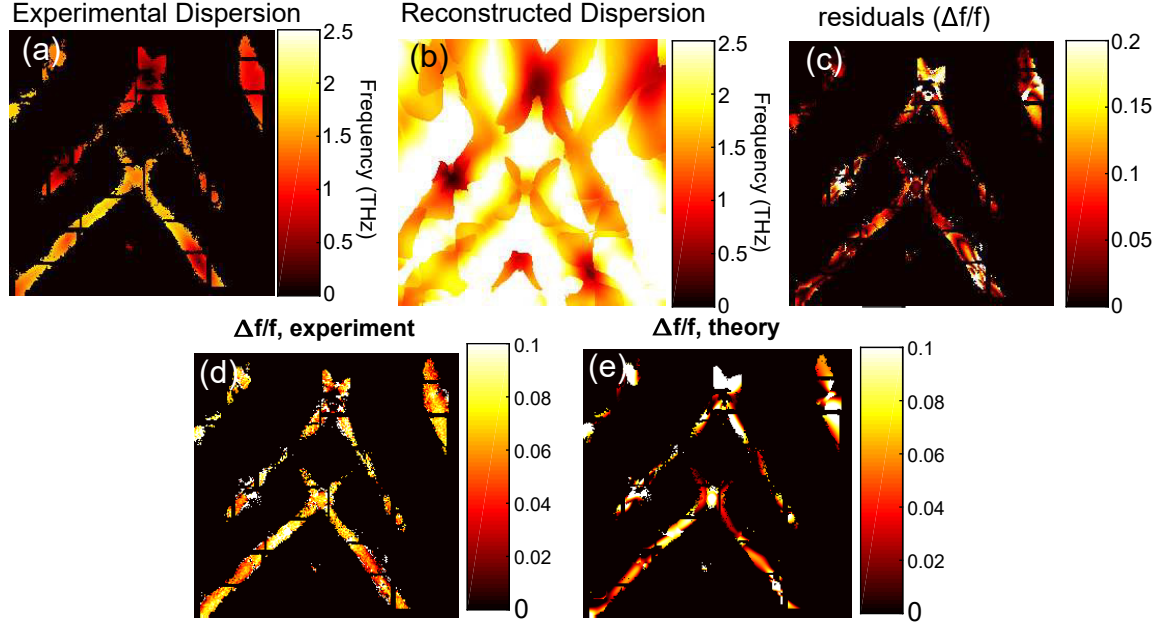 Experimental Dispersion
Reconstructed Dispersion
residuals (Δf/f)
(a)
2.5
2
1.5
1
0.5
0
Frequency (THz)
(b)
2.5
2
1.5
1
0.5
0
Frequency (THz)
(c)
0.2
0.15
0.1
0.05
0
Δf/f, experiment
Δf/f, theory
(d)
0.1
0.08
0.06
0.04
0.02
0
(e)
0.1
0.08
0.06
0.04
0.02
0